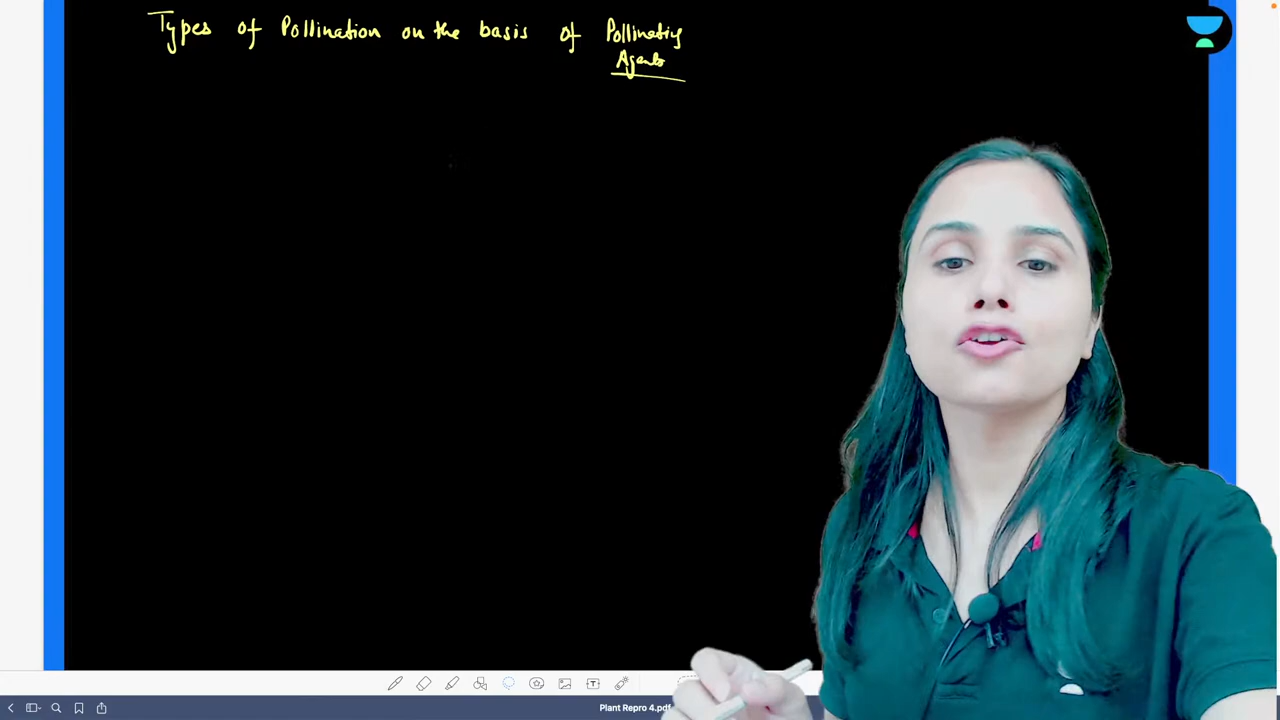 Types of Pollination on the basis of Pollinating
Agents
Plant Repro 4.pdf